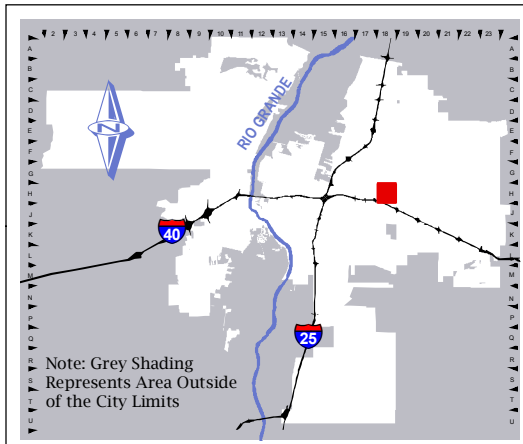 2 3 4 5 6 7 8 9 10 11 12 13 14 15 16 17 18 19 20 21 22 23
A A
B B
C C
D D
E E
F F
G G
H H
J J
K K
L L
M M
N N
P P
Q Q
R R
S S
T T
U U
N
RIO GRANDE
40
25
Note: Grey Shading
Represents Area Outside
of the City Limits